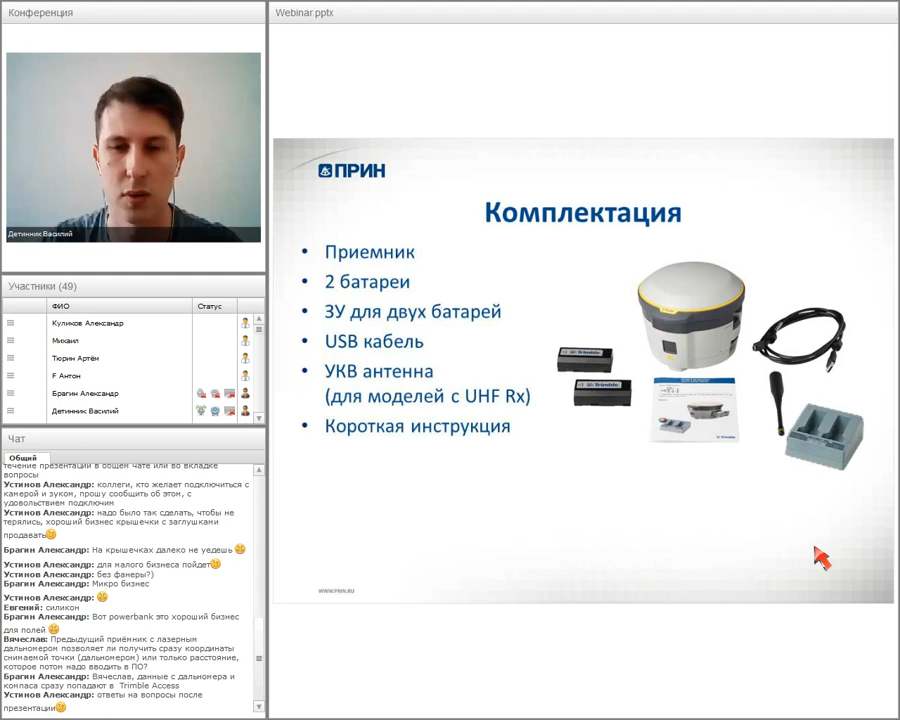 Конференция
Детинник Василий
Участники (49)
ФИО
Статус
Куликов Александр
Михаил
Тюрин Артём
F Антон
Брагин Александр
Детинник Василий
Чат
Общий
течение презентации в общем чате или во вкладке
вопросы
Устинов Александр: коллеги, кто желает подключиться с
камерой и зуком, прошу сообщить об этом, с
удовольствием подключим
Устинов Александр: надо было так сделать, чтобы не
терялись, хороший бизнес крышечки с заглушками
продавать
Брагин Александр: На крышечках далеко не уедешь
Устинов Александр: для малого бизнеса пойдет
Устинов Александр: без фанеры?)
Брагин Александр: Микро бизнес
Устинов Александр:
Евгений: силикон
Брагин Александр: Вот powerbank это хороший бизнес
для полей
Вячеслав: Предыдущий приёмник с лазерным
дальномером позволяет ли получить сразу координаты
снимаемой точки (дальномером) или только расстояние,
которое потом надо вводить в ПО?
Брагин Александр: Вячеслав, данные с дальномера и
компаса сразу попадают в Trimble Access
Устинов Александр: ответы на вопросы после
презентации
Webinar.pptx
ПРИН
Комплектация
• Приемник
• 2 батареи
• ЗУ для двух батарей
• USB кабель
• УКВ антенна
(для моделей с UHF Rx)
• Короткая инструкция
Trimble
Trimble
WWW.PRIN.RU